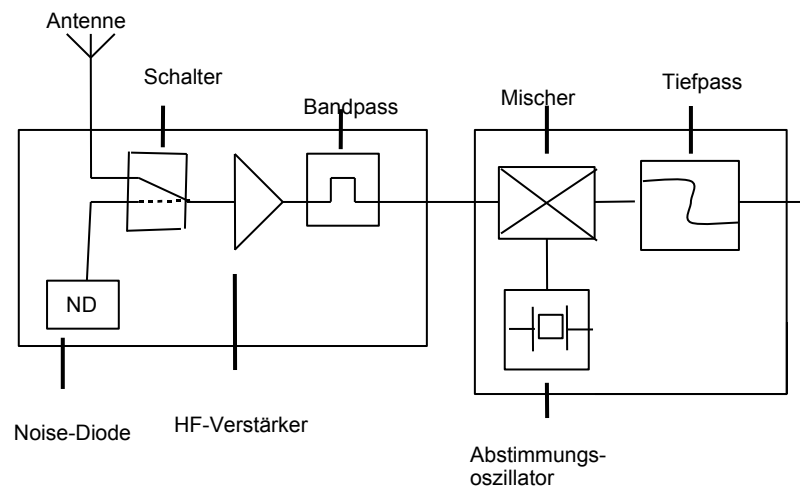 Antenne
Schalter
Bandpass
Mischer
Tiefpass
ND
Noise-Diode
HF-Verstärker
Abstimmungs-
oszillator